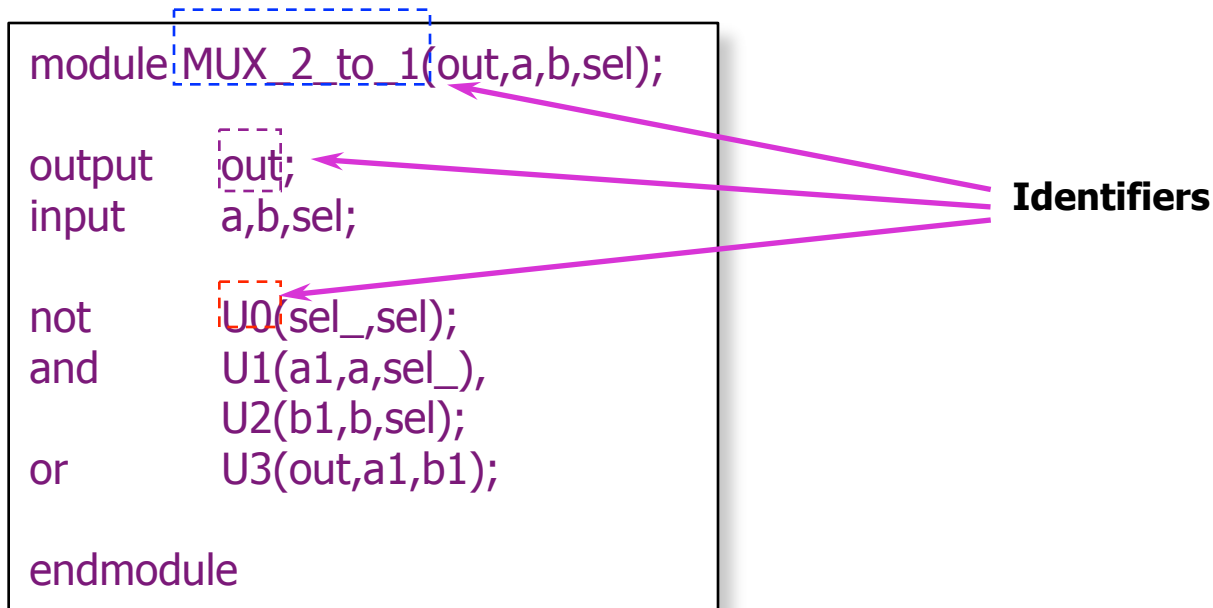 module MUX_2_to_1(out,a,b,sel);
output out;
input a,b,sel;
Identifiers
not U0(sel_,sel);
and U1(a1,a,sel_),
U2(b1,b,sel);
or U3(out,a1,b1);
endmodule